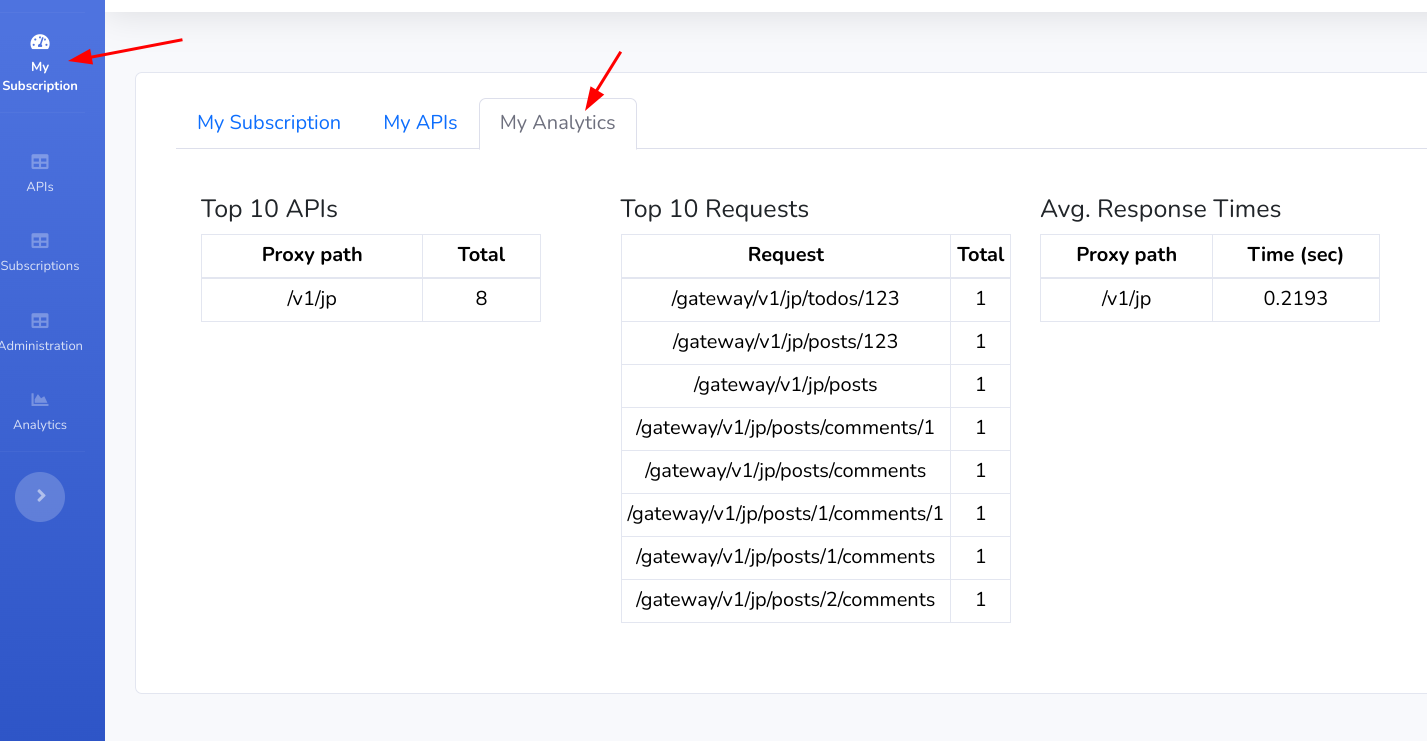 My
Subscription
APIs
Subscriptions
Administration
Analytics
My Subscription My APIs My Analytics
Top 10 APIs
Proxy path Total
/v1/jp 8
Top 10 Requests
Request Total
/gateway/v1/jp/todos/123 1
/gateway/v1/jp/posts/123 1
/gateway/v1/jp/posts 1
/gateway/v1/jp/posts/comments/1 1
/gateway/v1/jp/posts/comments 1
/gateway/v1/jp/posts/1/comments/1 1
/gateway/v1/jp/posts/1/comments 1
/gateway/v1/jp/posts/2/comments 1
Avg. Response Times
Proxy path Time (sec)
/v1/jp 0.2193